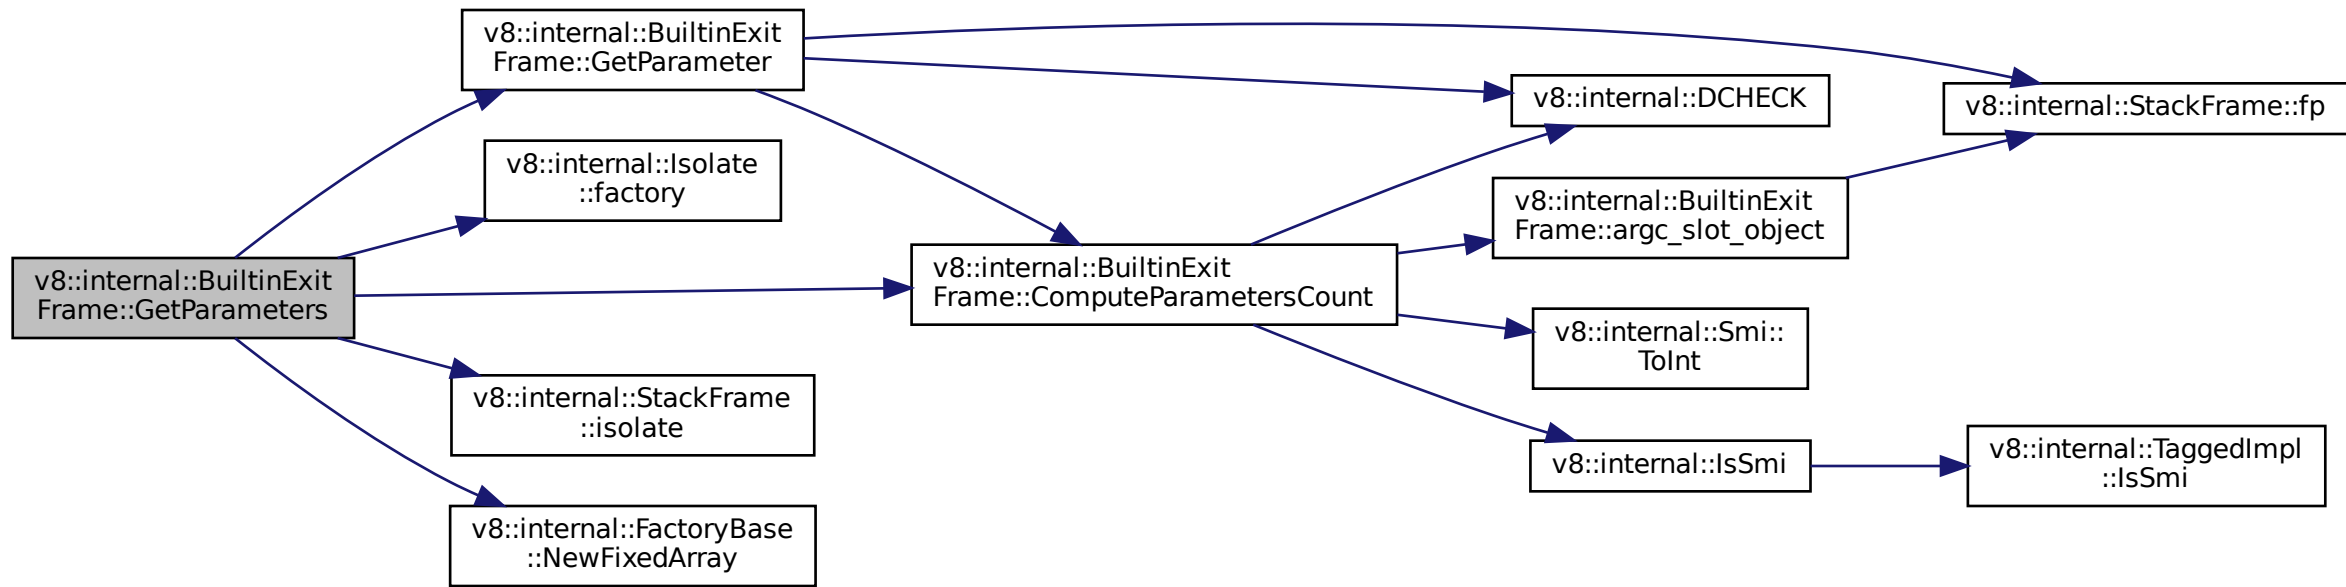 v8::internal::BuiltinExit
Frame::GetParameters
v8::internal::BuiltinExit
Frame::GetParameter
v8::internal::Isolate
::factory
v8::internal::BuiltinExit
Frame::ComputeParametersCount
v8::internal::StackFrame
::isolate
v8::internal::FactoryBase
::NewFixedArray
v8::internal::DCHECK
v8::internal::BuiltinExit
Frame::argc_slot_object
v8::internal::Smi::
ToInt
v8::internal::IsSmi
v8::internal::StackFrame::fp
v8::internal::TaggedImpl
::IsSmi